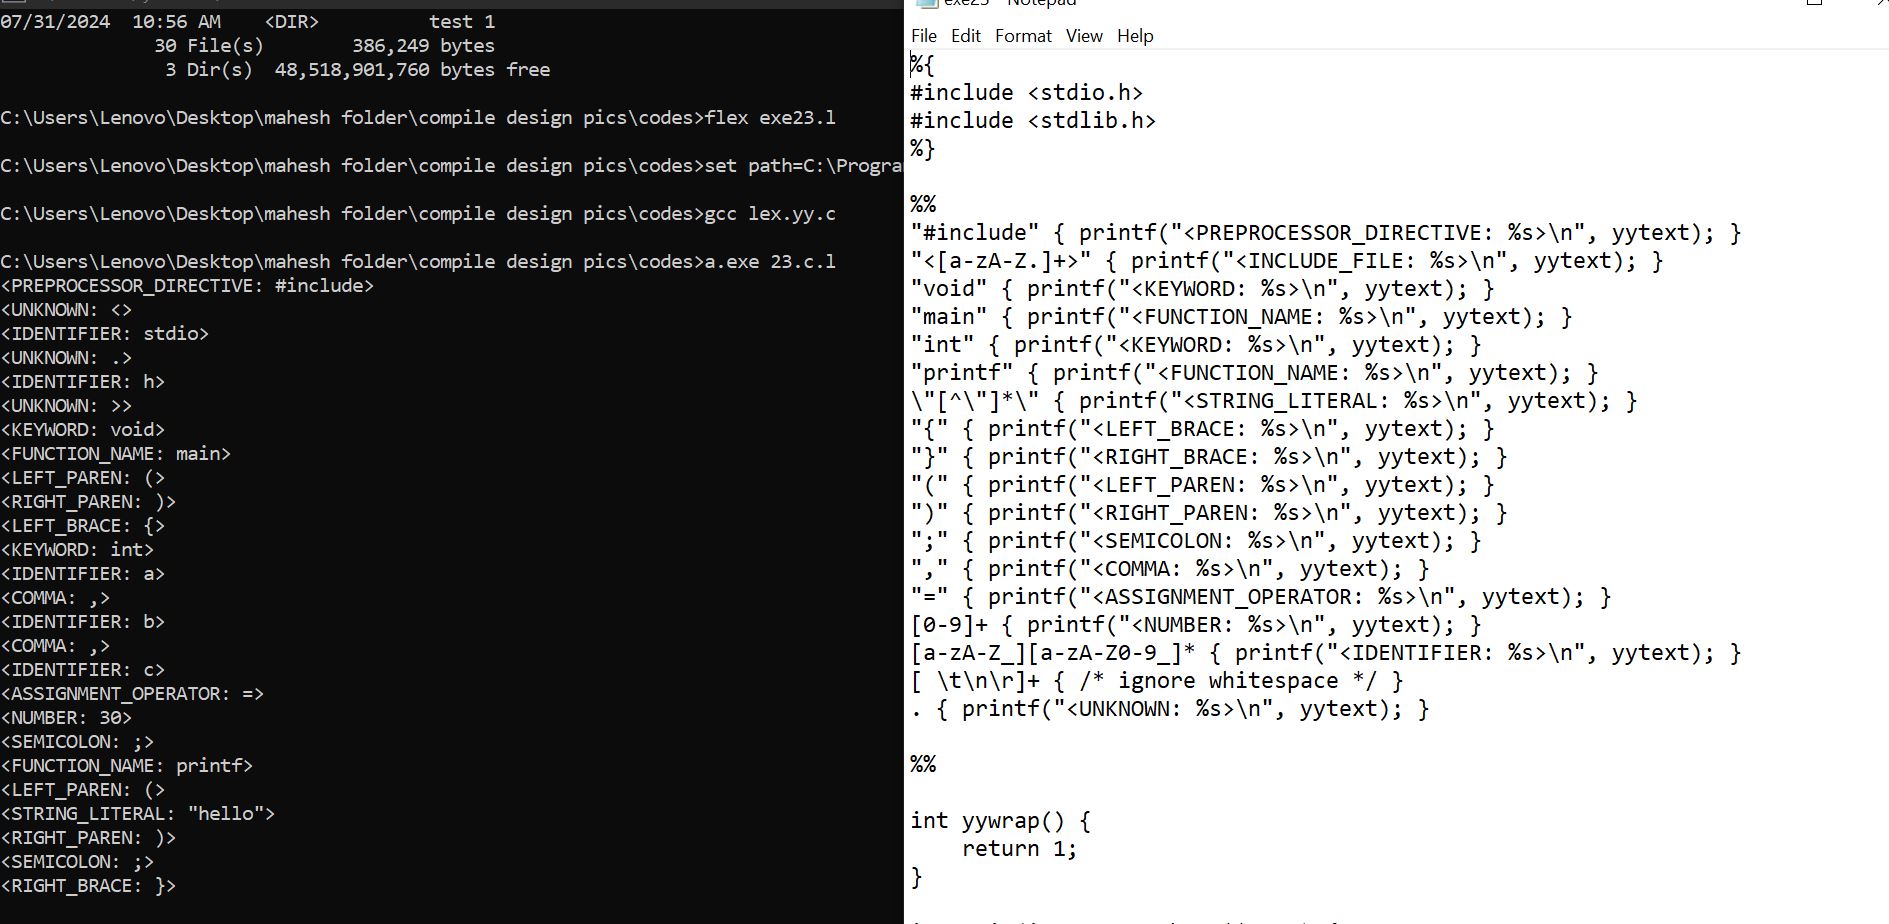 07/31/2024  10:56 AM    <DIR>          test 1
              30 File(s)        386,249 bytes
               3 Dir(s)  48,518,901,760 bytes free
C:\Users\Lenovo\Desktop\mahesh folder\compile design pics\codes>flex exe23.l
C:\Users\Lenovo\Desktop\mahesh folder\compile design pics\codes>set path=C:\Progra
C:\Users\Lenovo\Desktop\mahesh folder\compile design pics\codes>gcc lex.yy.c
C:\Users\Lenovo\Desktop\mahesh folder\compile design pics\codes>a.exe 23.c.l
<PREPROCESSOR_DIRECTIVE: #include>
<UNKNOWN: <>
<IDENTIFIER: stdio>
<UNKNOWN: .>
<IDENTIFIER: h>
<UNKNOWN: >>
<KEYWORD: void>
<FUNCTION_NAME: main>
<LEFT_PAREN: (>
<RIGHT_PAREN: )>
<LEFT_BRACE: {>
<KEYWORD: int>
<IDENTIFIER: a>
<COMMA: ,>
<IDENTIFIER: b>
<COMMA: ,>
<IDENTIFIER: c>
<ASSIGNMENT_OPERATOR: =>
<NUMBER: 30>
<SEMICOLON: ;>
<FUNCTION_NAME: printf>
<LEFT_PAREN: (>
<STRING_LITERAL: "hello">
<RIGHT_PAREN: )>
<SEMICOLON: ;>
<RIGHT_BRACE: }>
exe23 - Notepad
File Edit Format View Help
%{
#include <stdio.h>
#include <stdlib.h>
%}
%%
"#include" { printf("<PREPROCESSOR_DIRECTIVE: %s>\n", yytext); }
"<[a-zA-Z.]+>" { printf("<INCLUDE_FILE: %s>\n", yytext); }
"void" { printf("<KEYWORD: %s>\n", yytext); }
"main" { printf("<FUNCTION_NAME: %s>\n", yytext); }
"int" { printf("<KEYWORD: %s>\n", yytext); }
"printf" { printf("<FUNCTION_NAME: %s>\n", yytext); }
\"[^\"]*\" { printf("<STRING_LITERAL: %s>\n", yytext); }
"{" { printf("<LEFT_BRACE: %s>\n", yytext); }
"}" { printf("<RIGHT_BRACE: %s>\n", yytext); }
"(" { printf("<LEFT_PAREN: %s>\n", yytext); }
")" { printf("<RIGHT_PAREN: %s>\n", yytext); }
";" { printf("<SEMICOLON: %s>\n", yytext); }
"," { printf("<COMMA: %s>\n", yytext); }
"=" { printf("<ASSIGNMENT_OPERATOR: %s>\n", yytext); }
[0-9]+ { printf("<NUMBER: %s>\n", yytext); }
[a-zA-Z_][a-zA-Z0-9_]* { printf("<IDENTIFIER: %s>\n", yytext); }
[ \t\n\r]+ { /* ignore whitespace */ }
. { printf("<UNKNOWN: %s>\n", yytext); }
%%
int yywrap() {
    return 1;
}